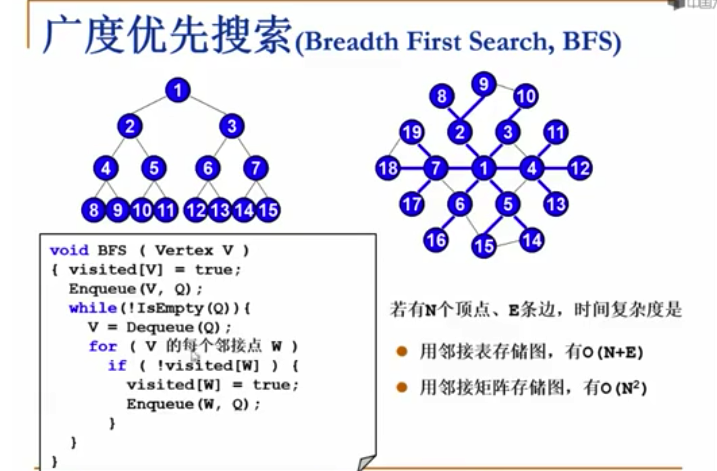 广度优先搜索(Breadth First Search, BFS)
1
2 3
4 5 6 7
8 9 10 11 12 13 14 15
9
8 10
19 2 3 11
18 7 1 4 12
17 6 5 13
16 15 14
void BFS ( Vertex V )
{ visited[V] = true;
Enqueue(V, Q);
while(!IsEmpty(Q)){
V = Dequeue(Q);
for ( V 的每个邻接点 W )
if ( !visited[W] ) {
visited[W] = true;
Enqueue(W, Q);
}
}
}
若有N个顶点、E条边，时间复杂度是
用邻接表存储图，有O(N+E)
用邻接矩阵存储图，有O(N²)